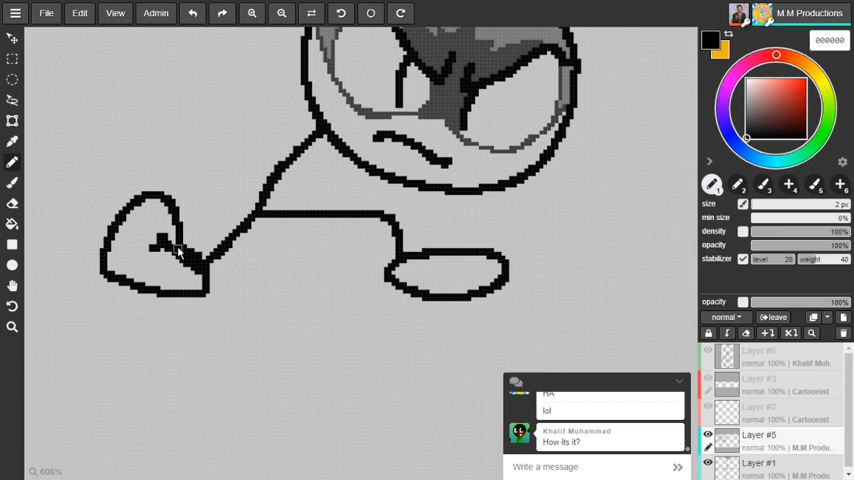 File Edit View Admin
M.M Productions
000000
size 2 px
min size 0%
density 100%
opacity 100%
stabilizer level 20 weight 40
opacity 100%
normal leave
Layer #6
normal 100% | Khalif Muh...
Layer #3
normal 100% | Cartoonist
Layer #2
normal 100% | Cartoonist
Layer #5
normal 100% | M.M Produ...
Layer #1
normal 100% | M.M Produ...
HA
lol
Khalif Muhammad
How its it?
Write a message
606%